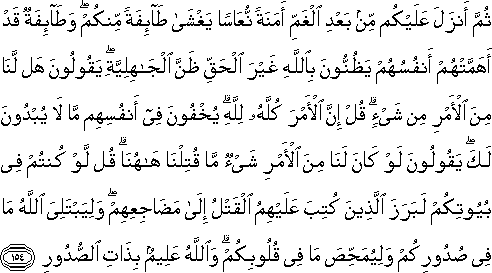 ثُمَّ أَنزَلَ عَلَيْكُم مِّنۢ بَعْدِ ٱلْغَمِّ أَمَنَةً نُّعَاسًا يَغْشَىٰ طَآئِفَةً مِّنكُمْ ۖ وَطَآئِفَةٌ قَدْ
أَهَمَّتْهُمْ أَنفُسُهُمْ يَظُنُّونَ بِٱللَّهِ غَيْرَ ٱلْحَقِّ ظَنَّ ٱلْجَـٰهِلِيَّةِ ۖ يَقُولُونَ هَل لَّنَا
مِنَ ٱلْأَمْرِ مِن شَىْءٍ ۗ قُلْ إِنَّ ٱلْأَمْرَ كُلَّهُۥ لِلَّهِ ۗ يُخْفُونَ فِىٓ أَنفُسِهِم مَّا لَا يُبْدُونَ
لَكَ ۖ يَقُولُونَ لَوْ كَانَ لَنَا مِنَ ٱلْأَمْرِ شَىْءٌ مَّا قُتِلْنَا هَـٰهُنَا ۗ قُل لَّوْ كُنتُمْ فِى
بُيُوتِكُمْ لَبَرَزَ ٱلَّذِينَ كُتِبَ عَلَيْهِمُ ٱلْقَتْلُ إِلَىٰ مَضَاجِعِهِمْ ۖ وَلِيَبْتَلِىَ ٱللَّهُ مَا
فِى صُدُورِكُمْ وَلِيُمَحِّصَ مَا فِى قُلُوبِكُمْ ۗ وَٱللَّهُ عَلِيمٌۢ بِذَاتِ ٱلصُّدُورِ ١٥٤